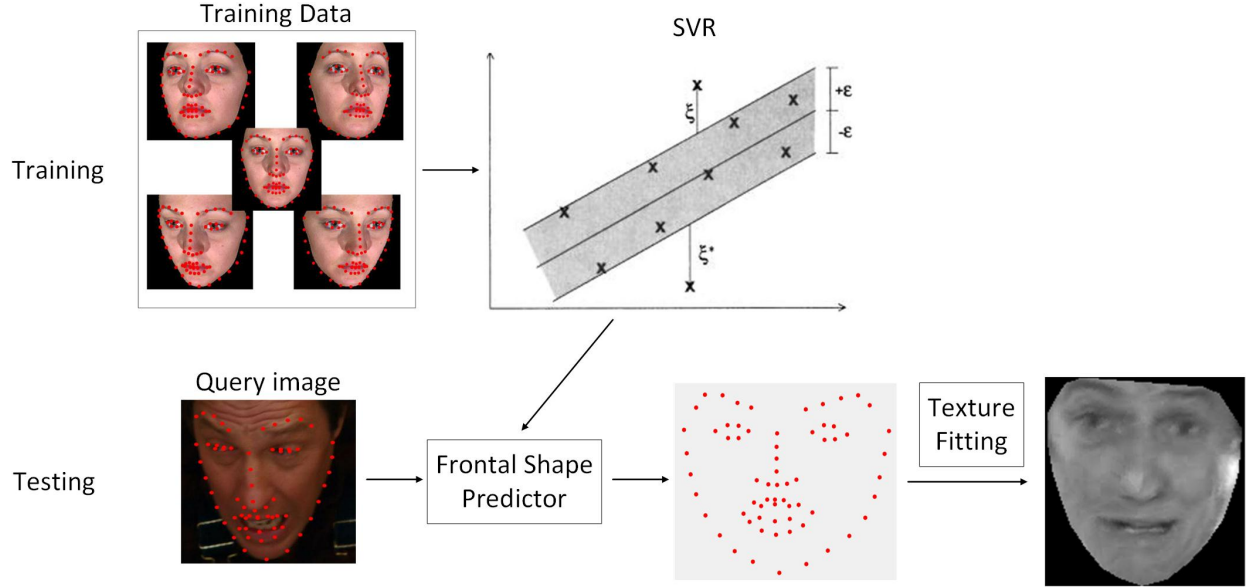 Training Data
SVR
ξ
+ε
-ε
Training
ξ*
Query image
Testing
Frontal Shape
Predictor
Texture
Fitting